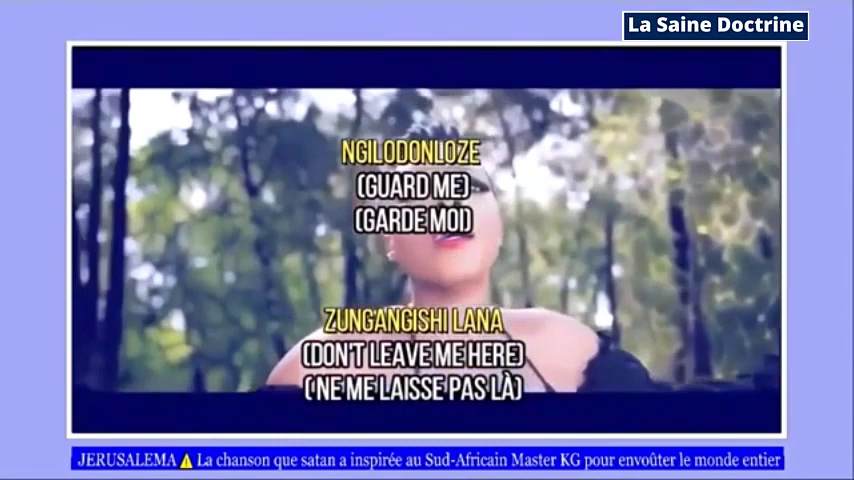 La Saine Doctrine
NGILODONLOZE
(GUARD ME)
(GARDE MOI)
ZUNGANGISHI LANA
(DON'T LEAVE ME HERE)
( NE ME LAISSE PAS LÀ)
JERUSALEMA ⚠ La chanson que satan a inspirée au Sud-Africain Master KG pour envoûter le monde entier